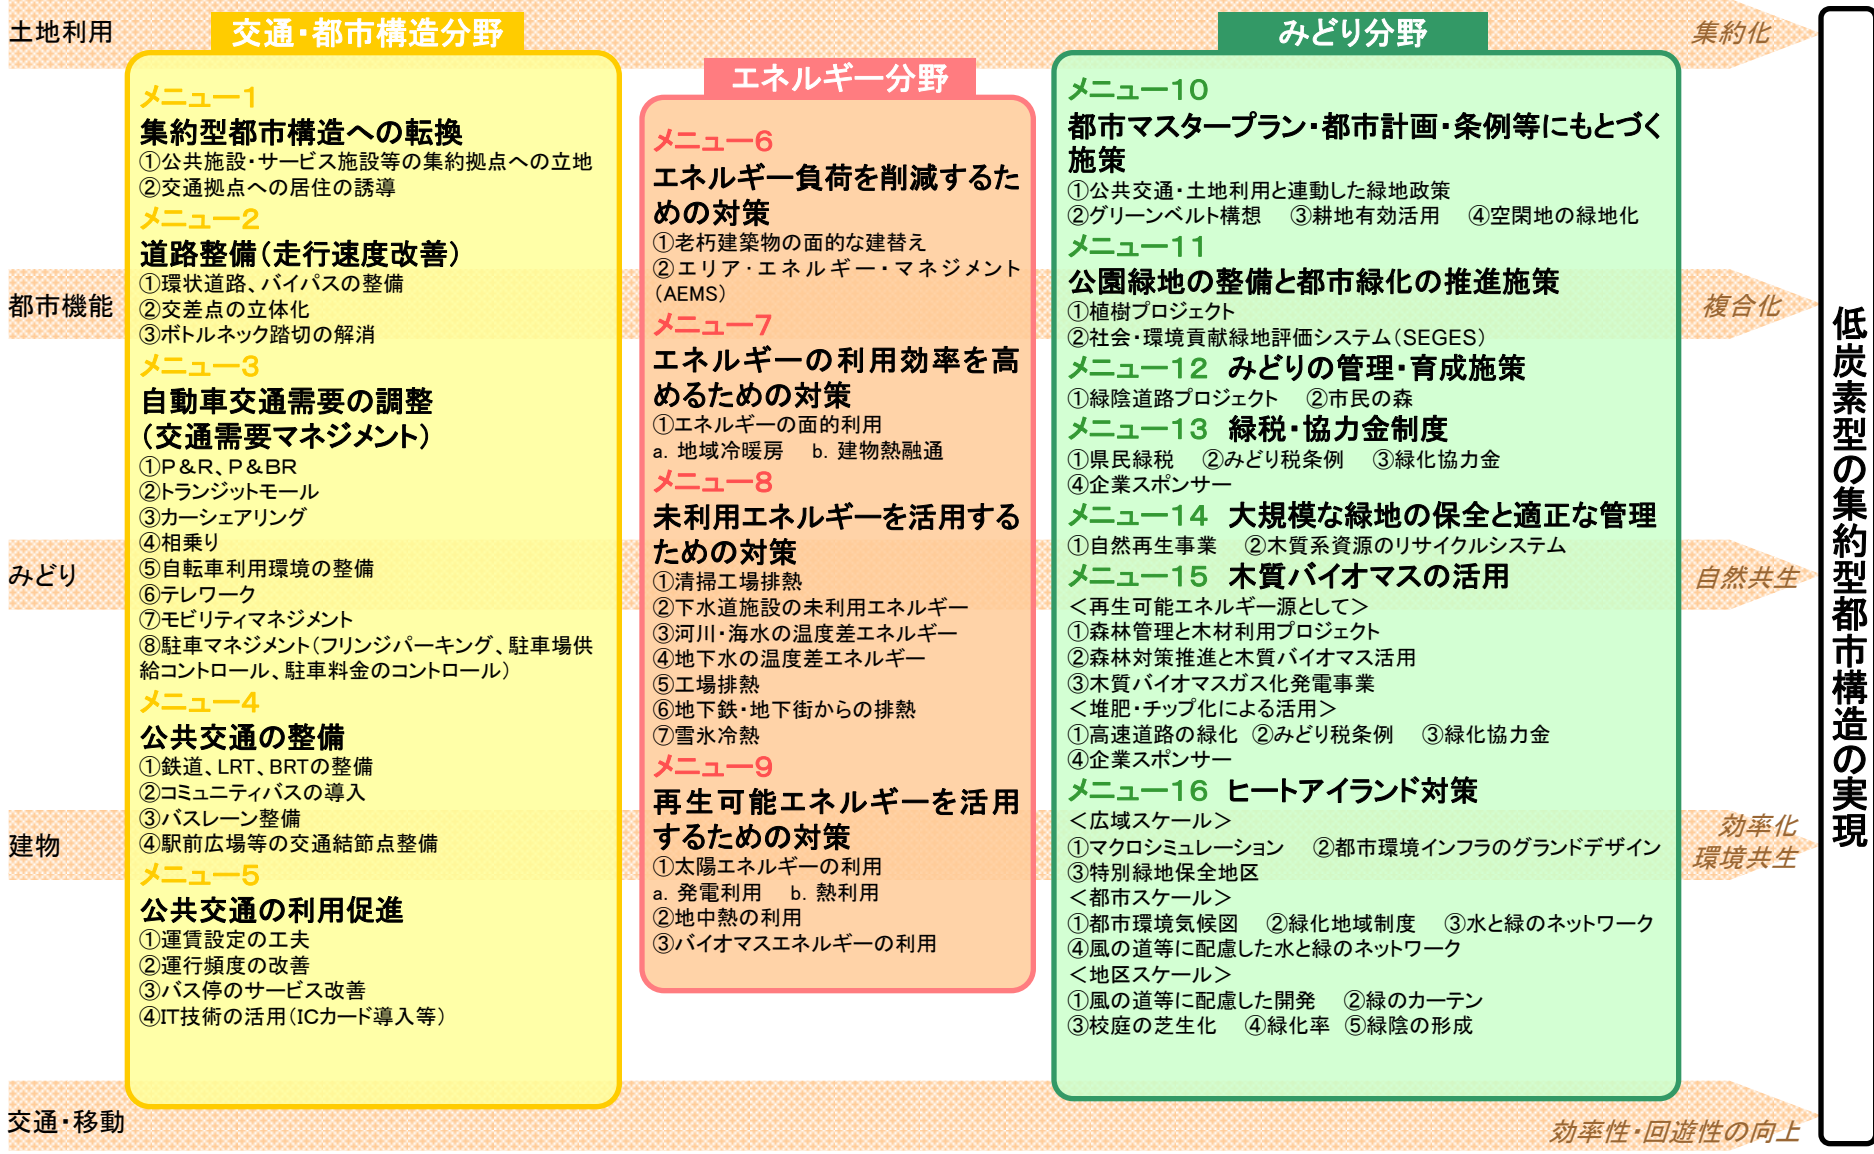 土地利用
都市機能
みどり
建物
交通・移動
交通・都市構造分野
メニュー1
集約型都市構造への転換
①公共施設・サービス施設等の集約拠点への立地
②交通拠点への居住の誘導
メニュー2
道路整備（走行速度改善）
①環状道路、バイパスの整備
②交差点の立体化
③ボトルネック踏切の解消
メニュー3
自動車交通需要の調整
（交通需要マネジメント）
①P&R、P&BR
②トランジットモール
③カーシェアリング
④相乗り
⑤自転車利用環境の整備
⑥テレワーク
⑦モビリティマネジメント
⑧駐車マネジメント（フリンジパーキング、駐車場供
給コントロール、駐車料金のコントロール）
メニュー4
公共交通の整備
①鉄道、LRT、BRTの整備
②コミュニティバスの導入
③バスレーン整備
④駅前広場等の交通結節点整備
メニュー5
公共交通の利用促進
①運賃設定の工夫
②運行頻度の改善
③バス停のサービス改善
④IT技術の活用（ICカード導入等）
エネルギー分野
メニュー6
エネルギー負荷を削減するた
めの対策
①老朽建築物の面的な建替え
②エリア・エネルギー・マネジメント
（AEMS）
メニュー7
エネルギーの利用効率を高
めるための対策
①エネルギーの面的利用
a. 地域冷暖房　b. 建物熱融通
メニュー8
未利用エネルギーを活用する
ための対策
①清掃工場排熱
②下水道施設の未利用エネルギー
③河川・海水の温度差エネルギー
④地下水の温度差エネルギー
⑤工場排熱
⑥地下鉄・地下街からの排熱
⑦雪氷冷熱
メニュー9
再生可能エネルギーを活用
するための対策
①太陽エネルギーの利用
a. 発電利用　b. 熱利用
②地中熱の利用
③バイオマスエネルギーの利用
みどり分野
メニュー10
都市マスタープラン・都市計画・条例等にもとづく
施策
①公共交通・土地利用と連動した緑地政策
②グリーンベルト構想　③耕地有効活用　④空閑地の緑地化
メニュー11
公園緑地の整備と都市緑化の推進施策
①植樹プロジェクト
②社会・環境貢献緑地評価システム（SEGES）
メニュー12　みどりの管理・育成施策
①緑陰道路プロジェクト　②市民の森
メニュー13　緑税・協力金制度
①県民緑税　②みどり税条例　③緑化協力金
④企業スポンサー
メニュー14　大規模な緑地の保全と適正な管理
①自然再生事業　②木質系資源のリサイクルシステム
メニュー15　木質バイオマスの活用
＜再生可能エネルギー源として＞
①森林管理と木材利用プロジェクト
②森林対策推進と木質バイオマス活用
③木質バイオマスガス化発電事業
＜堆肥・チップ化による活用＞
①高速道路の緑化　②みどり税条例　③緑化協力金
④企業スポンサー
メニュー16　ヒートアイランド対策
＜広域スケール＞
①マクロシミュレーション　②都市環境インフラのグランドデザイン
③特別緑地保全地区
＜都市スケール＞
①都市環境気候図　②緑化地域制度　③水と緑のネットワーク
④風の道等に配慮した水と緑のネットワーク
＜地区スケール＞
①風の道等に配慮した開発　②緑のカーテン
③校庭の芝生化　④緑化率　⑤緑陰の形成
集約化
複合化
自然共生
効率化
環境共生
効率性・回遊性の向上
低炭素型の集約型都市構造の実現